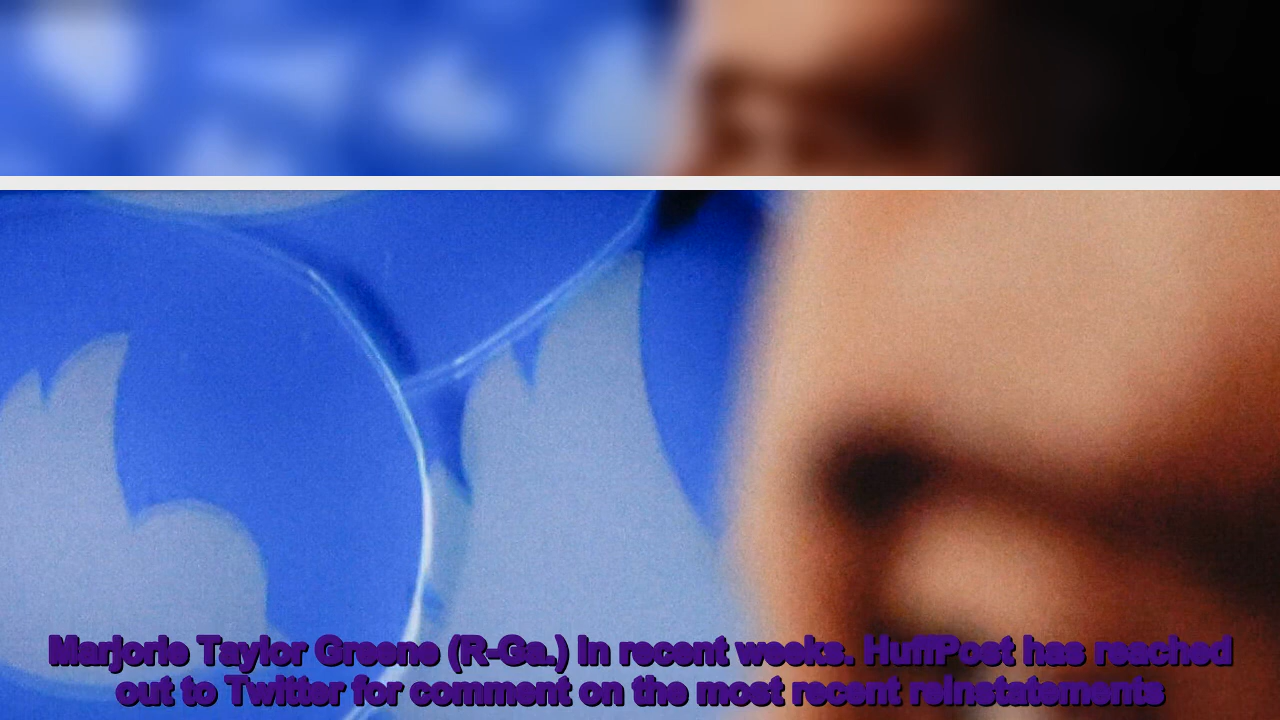 Marjorie Taylor Greene (R-Ga.) in recent weeks. HuffPost has reached
out to Twitter for comment on the most recent reinstatements